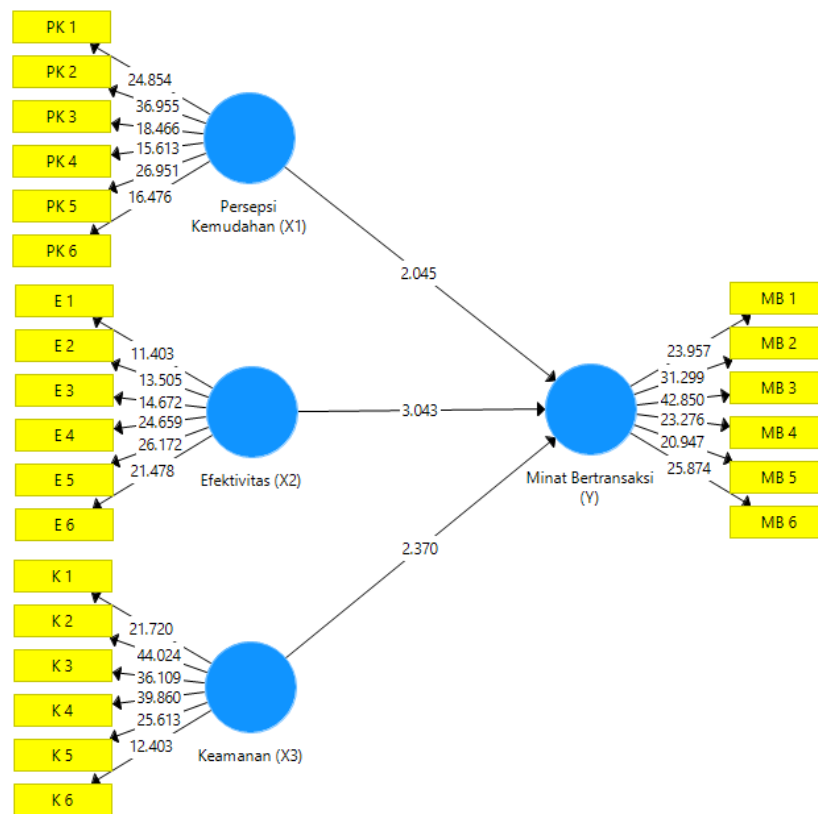 PK 1
PK 2
PK 3
PK 4
PK 5
PK 6
24.854
36.955
18.466
15.613
26.951
16.476
Persepsi
Kemudahan (X1)
2.045
E 1
E 2
E 3
E 4
E 5
E 6
11.403
13.505
14.672
24.659
26.172
21.478
Efektivitas (X2)
3.043
K 1
K 2
K 3
K 4
K 5
K 6
21.720
44.024
36.109
39.860
25.613
12.403
Keamanan (X3)
2.370
Minat Bertransaksi
(Y)
23.957
31.299
42.850
23.276
20.947
25.874
MB 1
MB 2
MB 3
MB 4
MB 5
MB 6